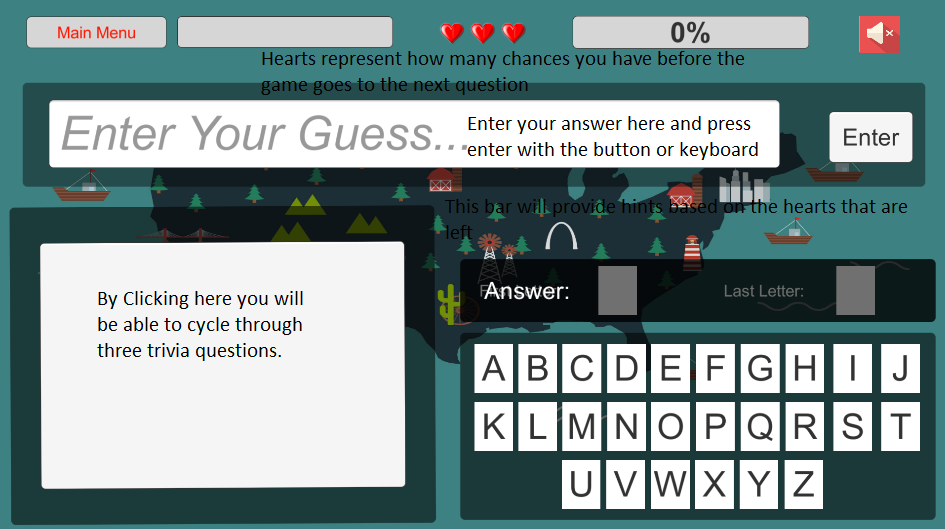 Main Menu
0%
Hearts represent how many chances you have before the
game goes to the next question
Enter Your Guess...
Enter your answer here and press
enter with the button or keyboard
Enter
This bar will provide hints based on the hearts that are
left
Answer:
Last Letter:
By Clicking here you will
be able to cycle through
three trivia questions.
A B C D E F G H I J
K L M N O P Q R S T
U V W X Y Z